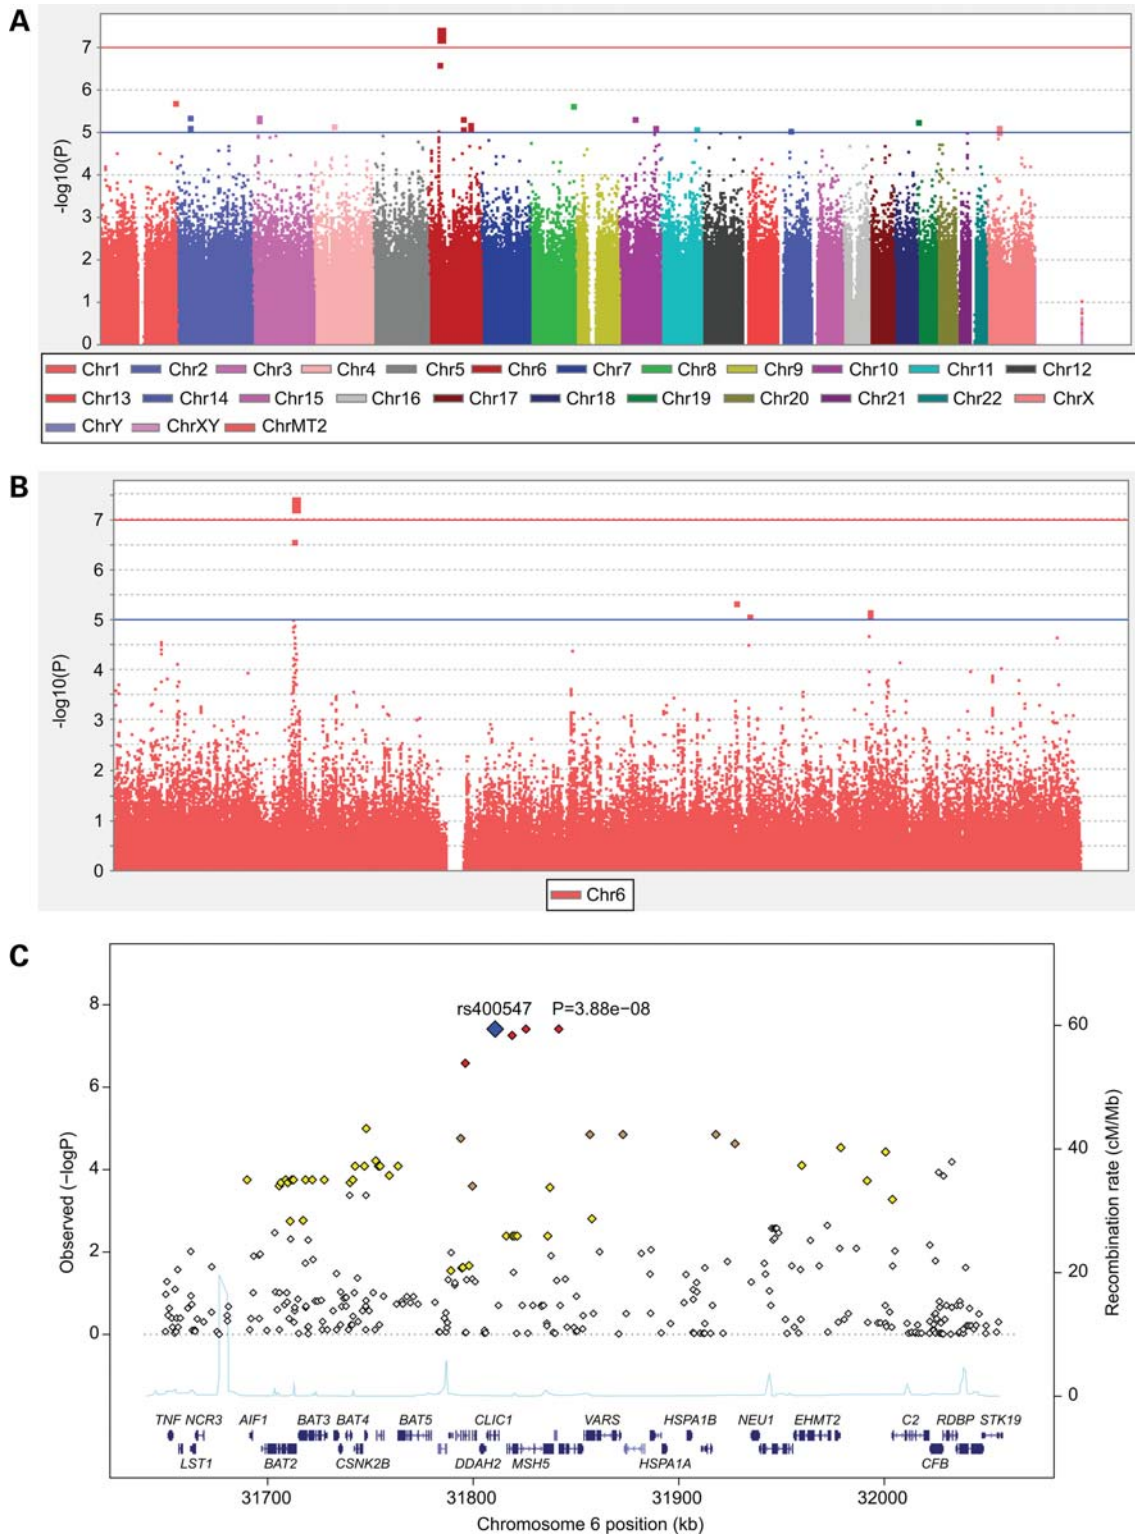 A
7
6
5
4
3
2
1
0
-log10(P)
Chr1 Chr2 Chr3 Chr4 Chr5 Chr6 Chr7 Chr8 Chr9 Chr10 Chr11 Chr12
Chr13 Chr14 Chr15 Chr16 Chr17 Chr18 Chr19 Chr20 Chr21 Chr22 ChrX
ChrY ChrXY ChrMT2
B
7
6
5
4
3
2
1
0
-log10(P)
Chr6
C
rs400547 P=3.88e−08
8
6
4
2
0
Observed (−logP)
60
40
20
0
Recombination rate (cM/Mb)
TNF NCR3 AIF1 BAT3 BAT4 BAT5 CLIC1 VARS HSPA1B NEU1 EHMT2 C2 RDBP STK19
LST1 BAT2 CSNK2B DDAH2 MSH5 HSPA1A CFB
31700 31800 31900 32000
Chromosome 6 position (kb)